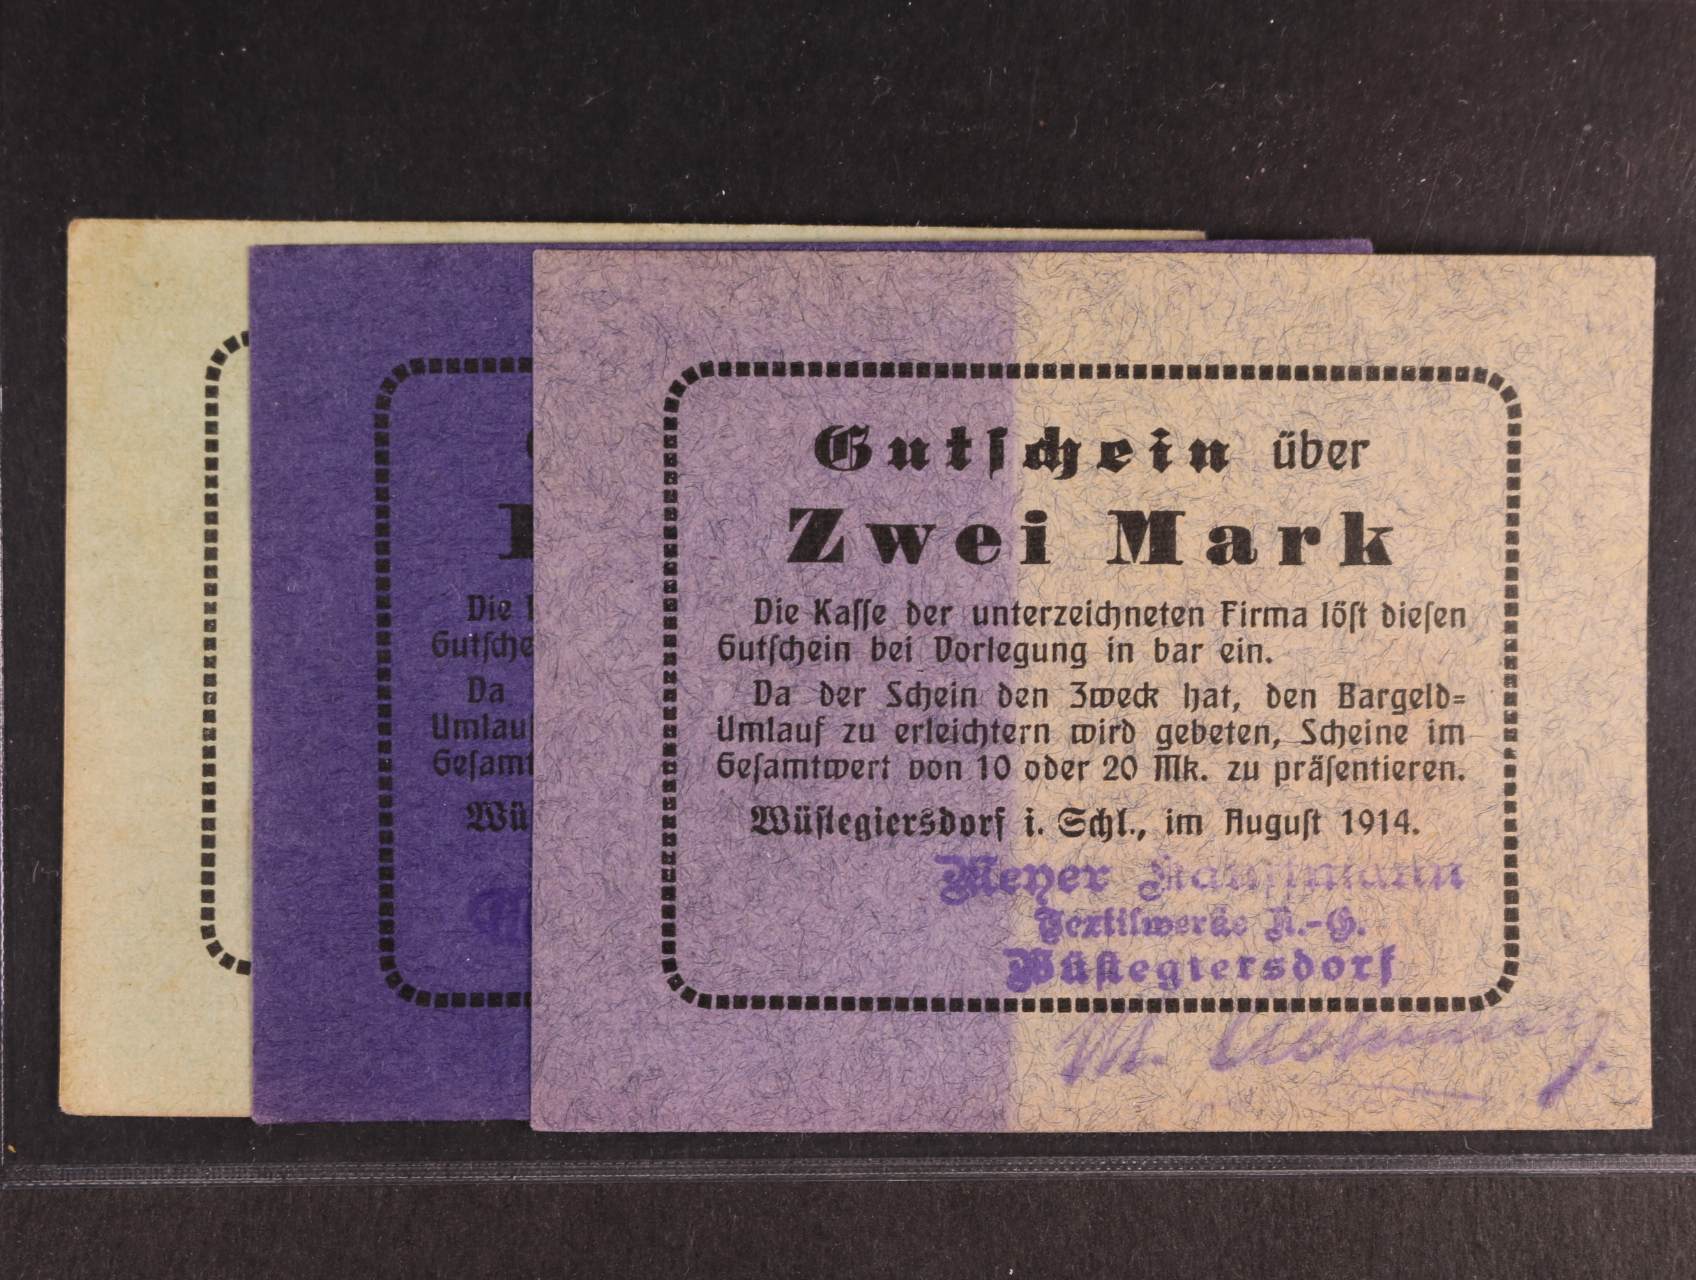 Die
Gutsche
Da
Umlauf
Gesamt
Wü
Gutschein über
Zwei Mark
Die Kasse der unterzeichneten Firma löst diesen
Gutschein bei Vorlegung in bar ein.
Da der Schein den Zweck hat, den Bargeld=
Umlauf zu erleichtern wird gebeten, Scheine im
Gesamtwert von 10 oder 20 Mk. zu präsentieren.
Wüstegiersdorf i. Schl., im August 1914.
Meyer Kauffmann
Textilwerke A.-G.
Wüstegiersdorf
M.